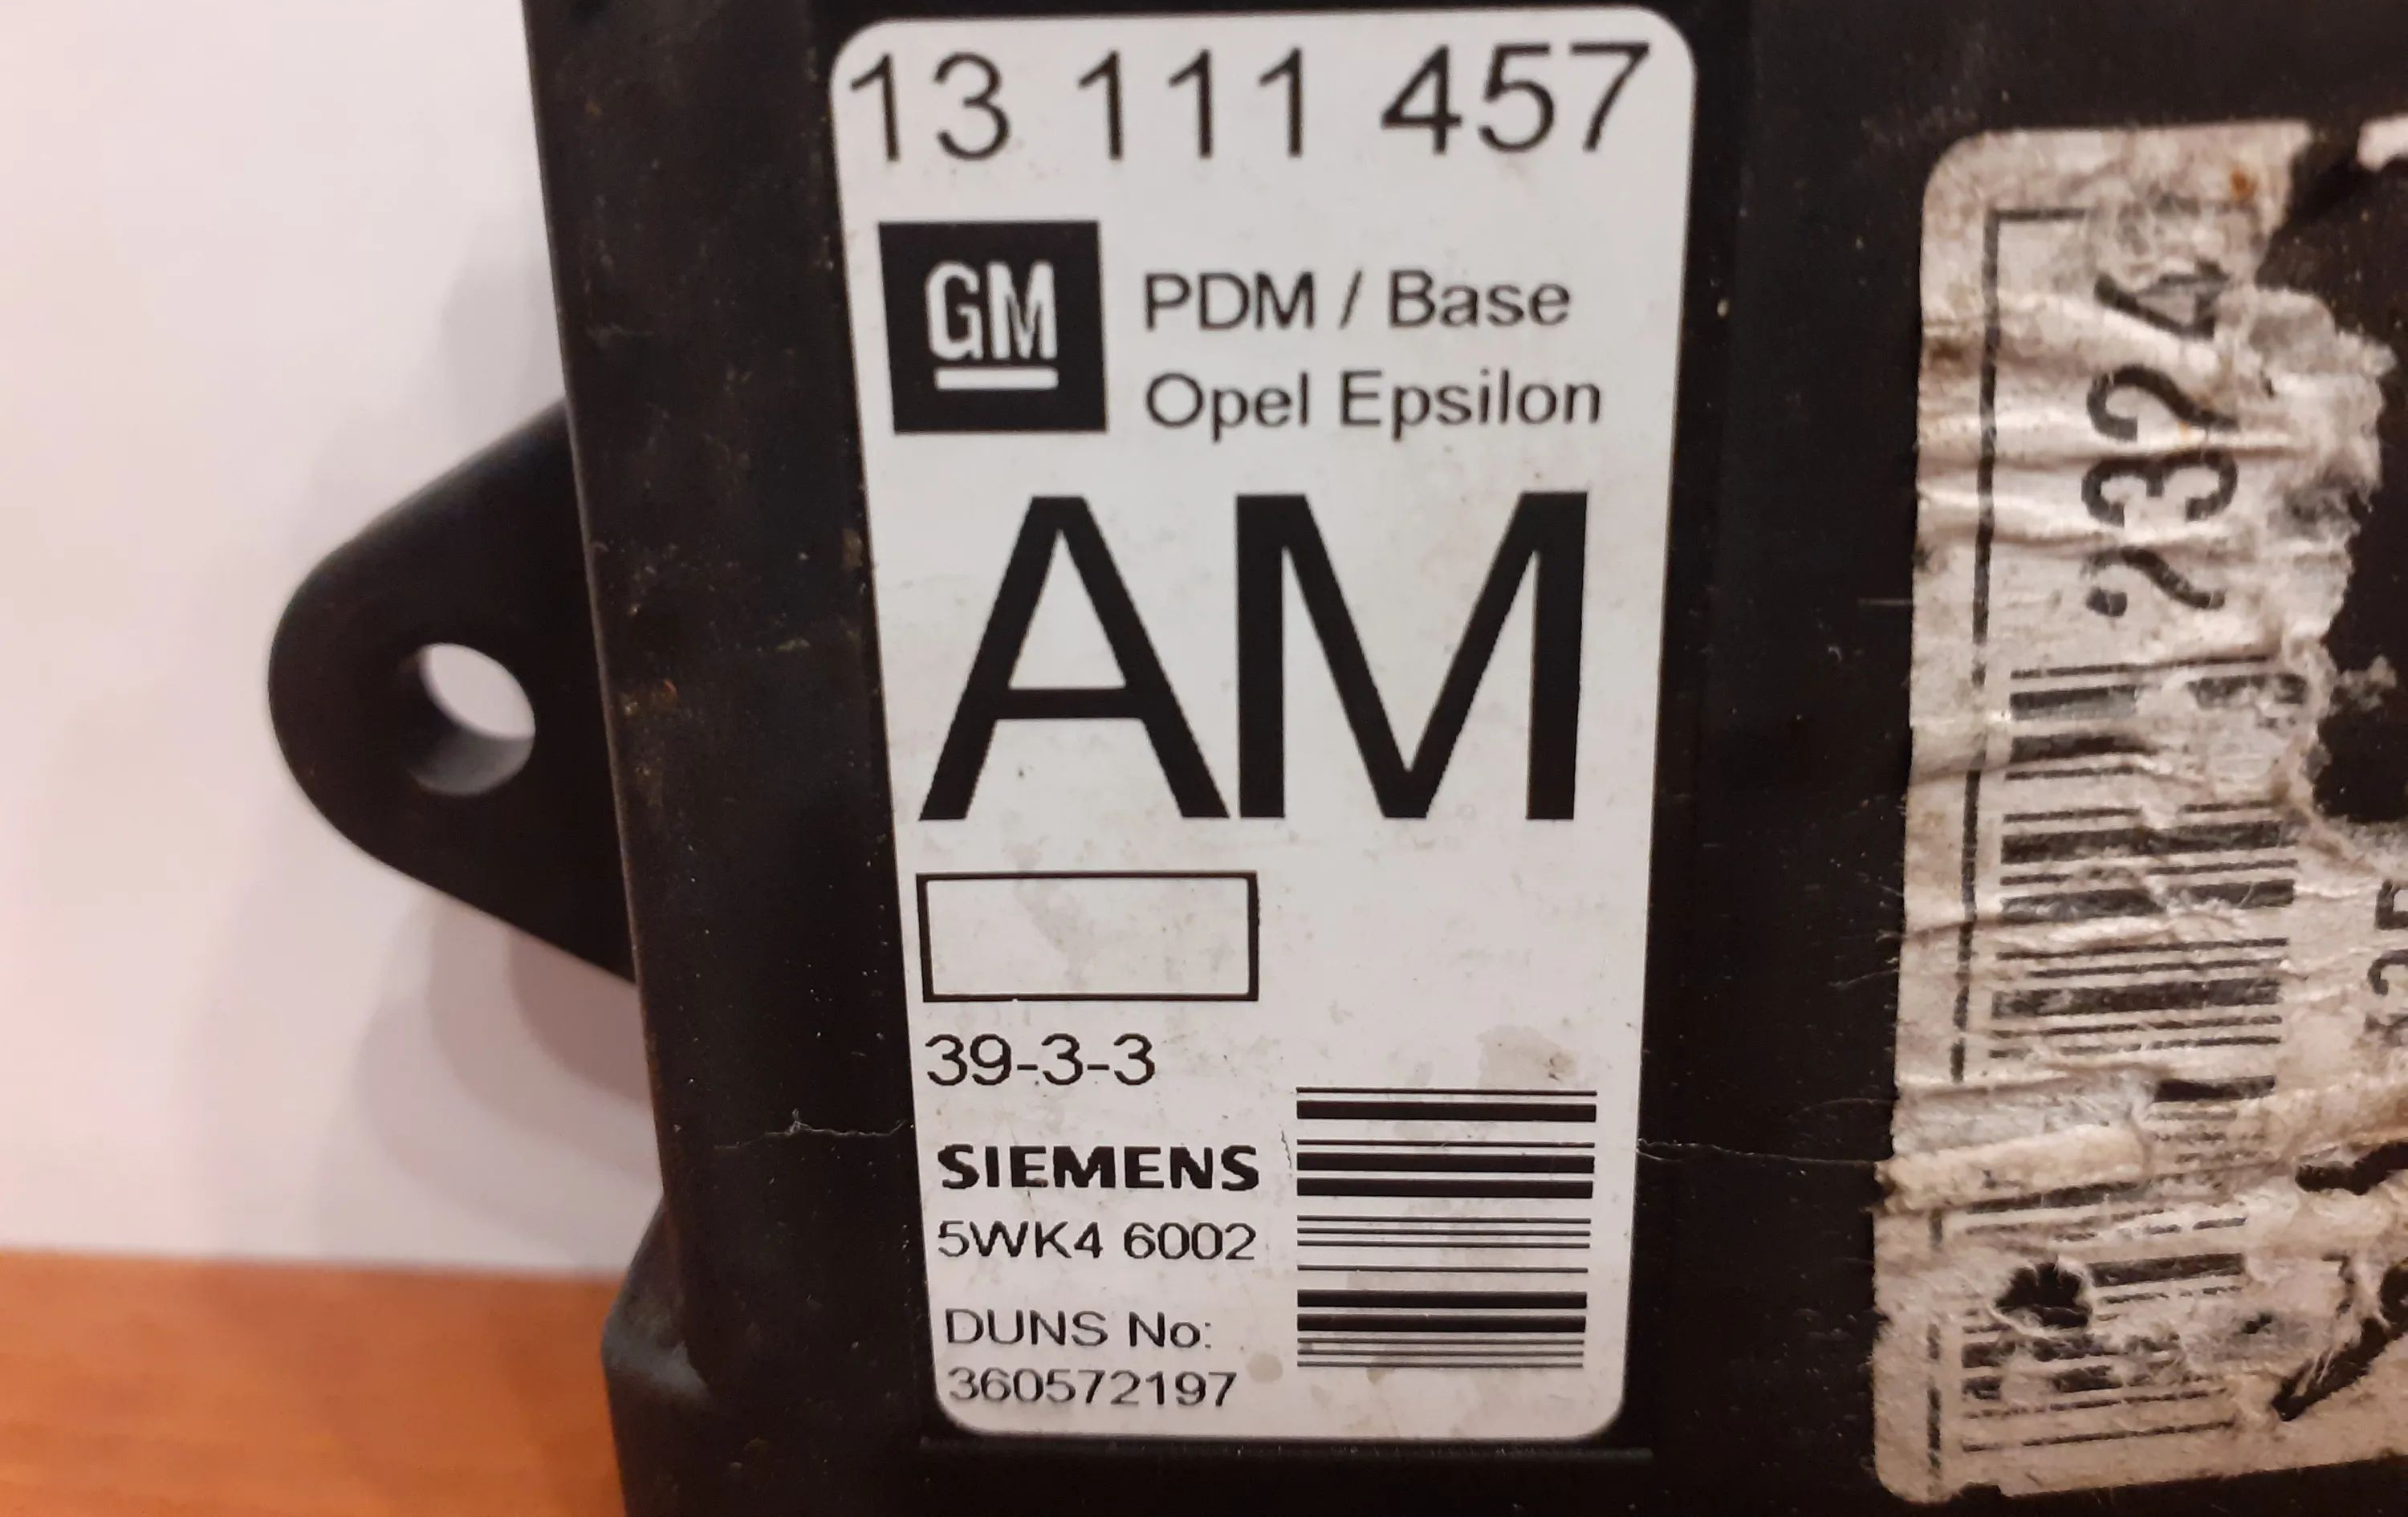 13 111 457
GM
PDM / Base
Opel Epsilon
AM
39-3-3
SIEMENS
5WK4 6002
DUNS No:
360572197